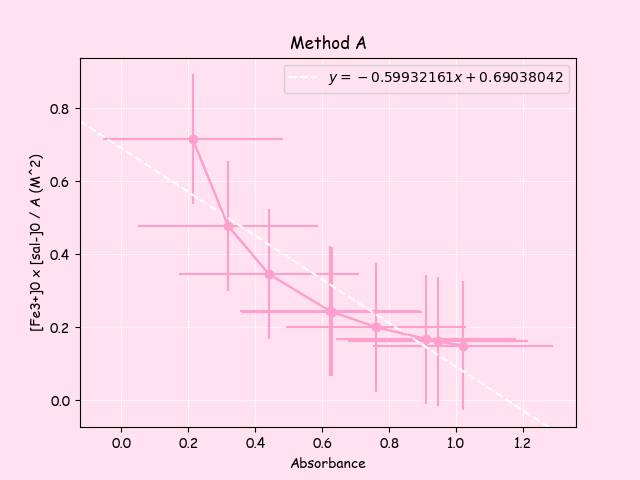 Method A
y = −0.59932161x + 0.69038042
[Fe3+]0 x [sal-]0 / A (M^2)
0.8
0.6
0.4
0.2
0.0
0.0 0.2 0.4 0.6 0.8 1.0 1.2
Absorbance